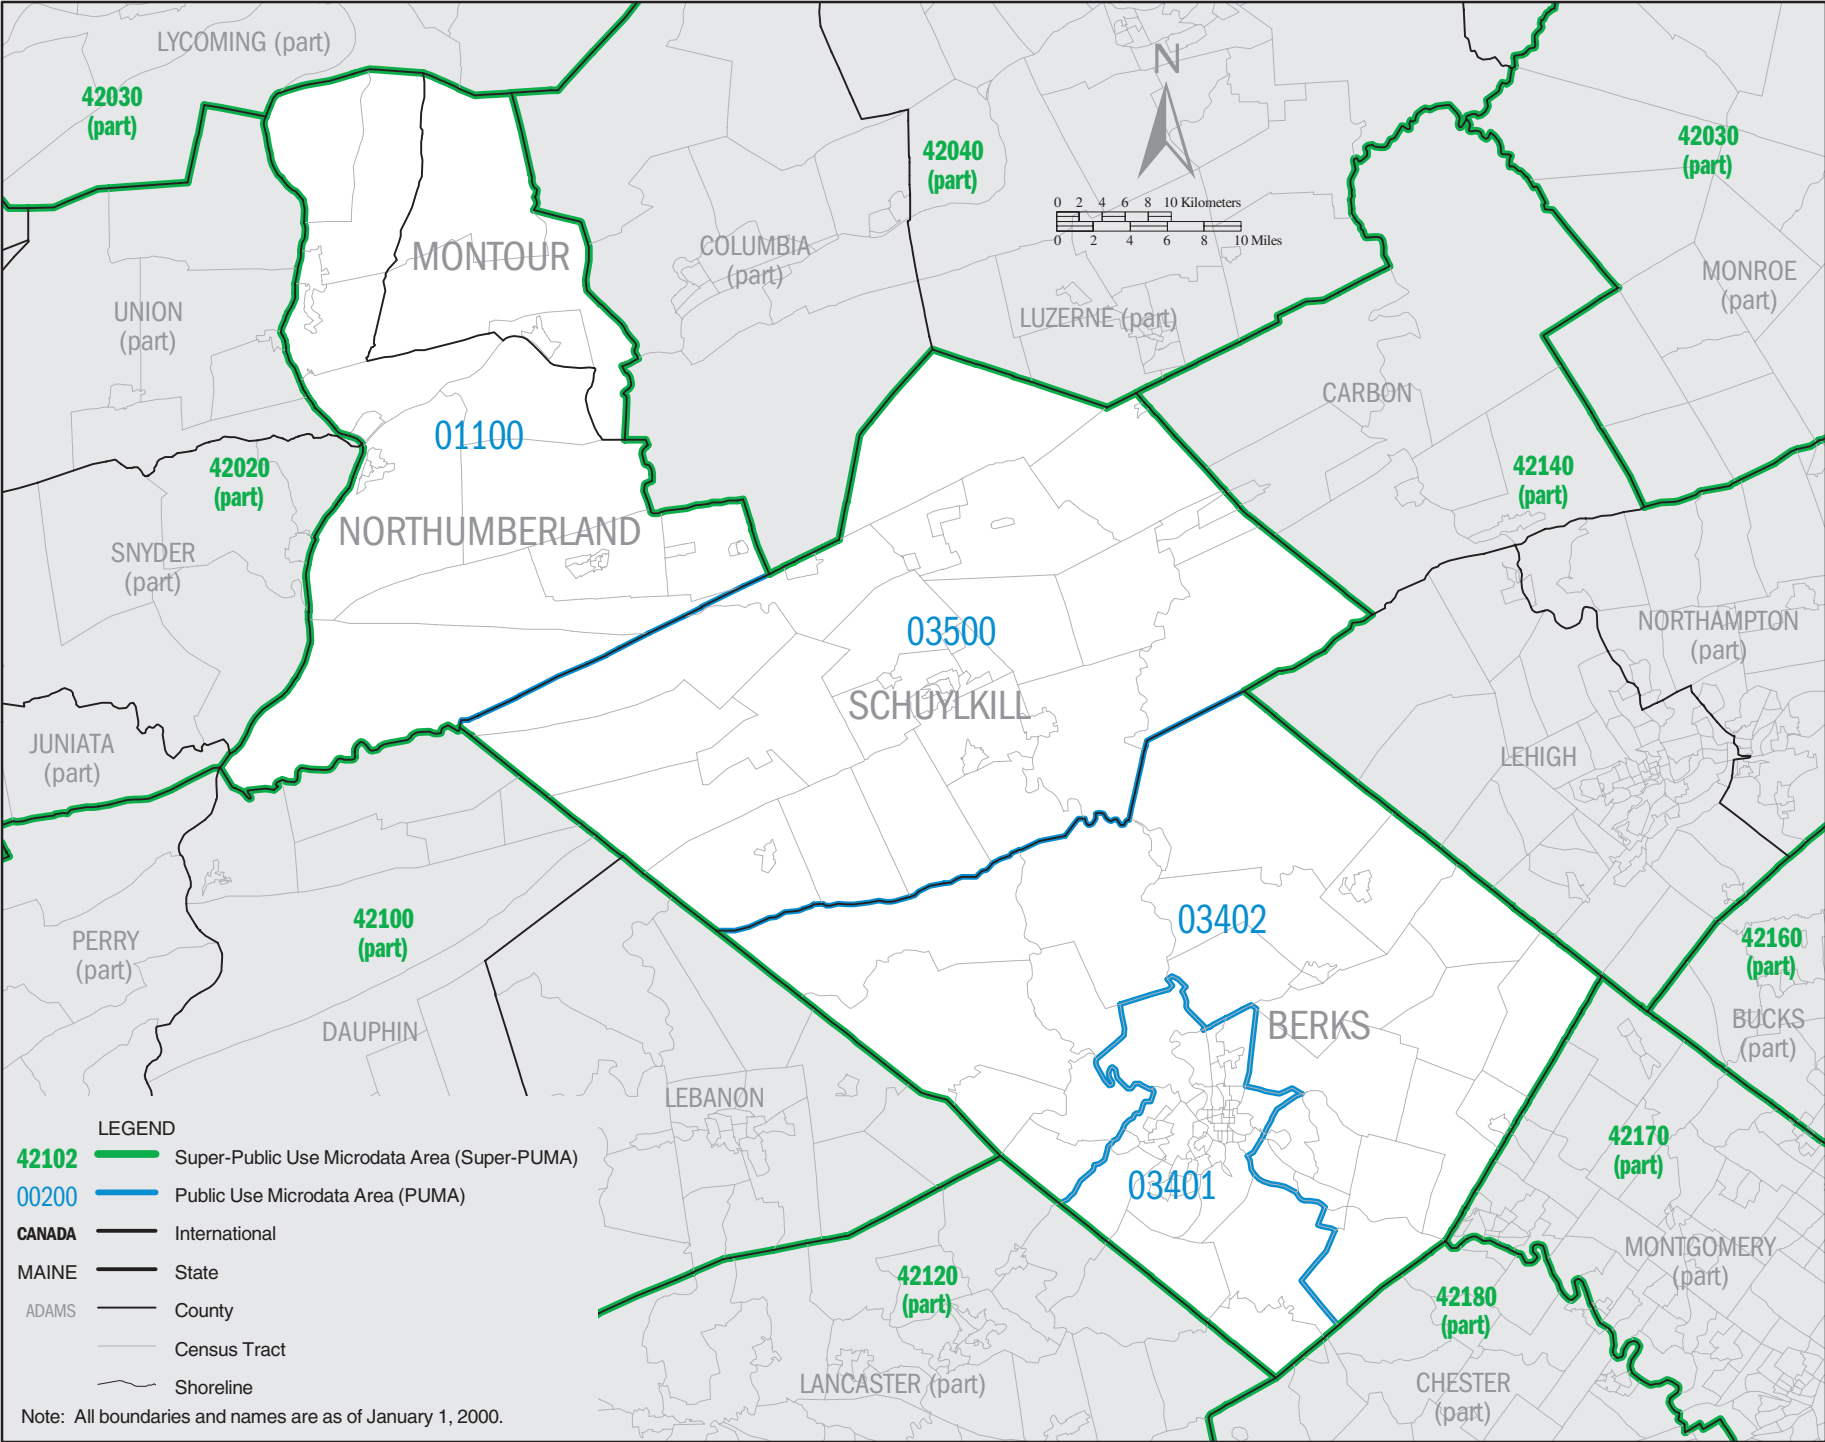 LYCOMING (part)
42030
(part)
N
42040
(part)
42030
(part)
0 2 4 6 8 10 Kilometers
0 2 4 6 8 10 Miles
MONTOUR
COLUMBIA
(part)
MONROE
(part)
UNION
(part)
LUZERNE (part)
CARBON
01100
42020
(part)
42140
(part)
NORTHUMBERLAND
SNYDER
(part)
03500
NORTHAMPTON
(part)
SCHUYLKILL
JUNIATA
(part)
LEHIGH
42100
(part)
03402
PERRY
(part)
42160
(part)
DAUPHIN
BERKS
BUCKS
(part)
LEBANON
42170
(part)
03401
MONTGOMERY
(part)
42120
(part)
42180
(part)
LANCASTER (part)
CHESTER
(part)
LEGEND
42102 Super-Public Use Microdata Area (Super-PUMA)
00200 Public Use Microdata Area (PUMA)
CANADA International
MAINE State
ADAMS County
Census Tract
Shoreline
Note: All boundaries and names are as of January 1, 2000.